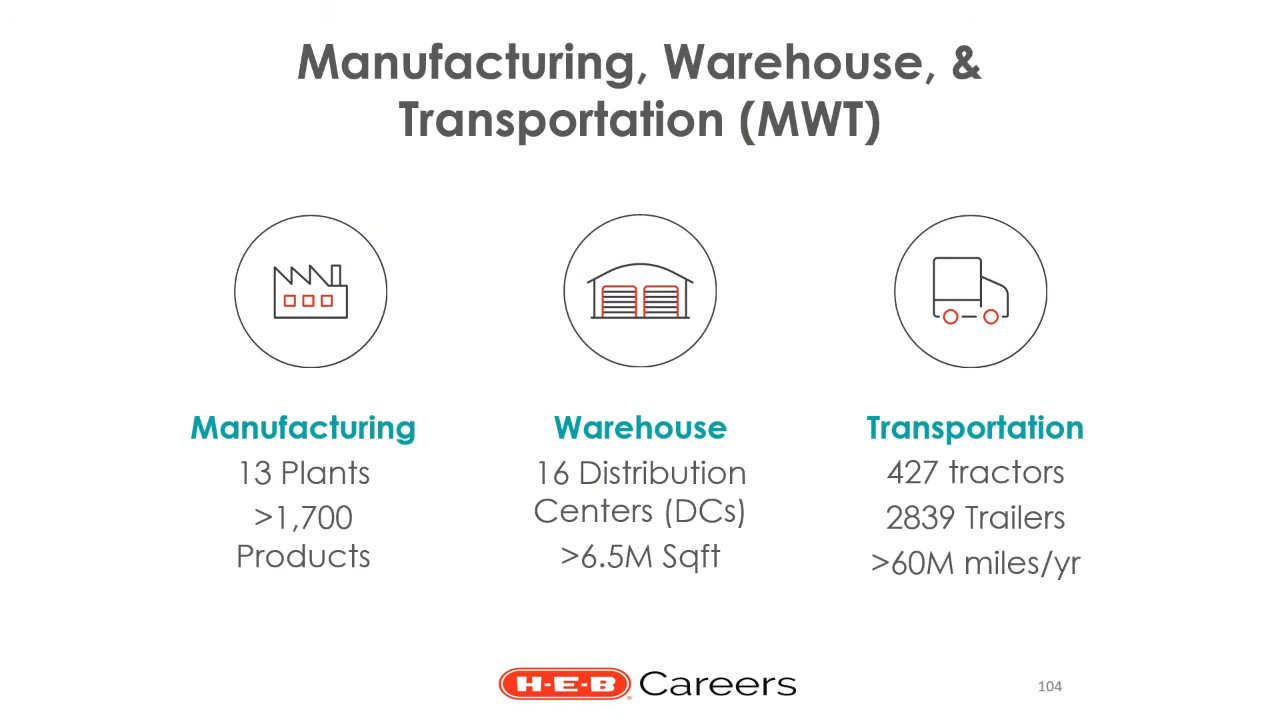 Manufacturing, Warehouse, &
Transportation (MWT)
Manufacturing
13 Plants
>1,700
Products
Warehouse
16 Distribution
Centers (DCs)
>6.5M Sqft
Transportation
427 tractors
2839 Trailers
>60M miles/yr
H-E-B Careers
104